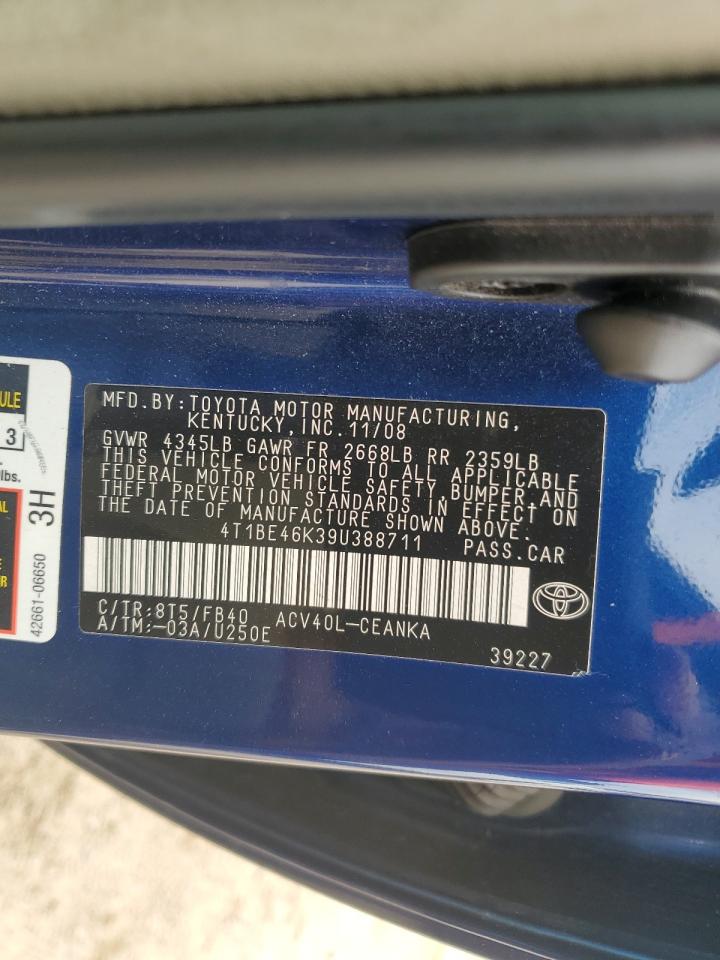 MFD.BY:TOYOTA MOTOR MANUFACTURING,
KENTUCKY,INC.11/08
GVWR 4345LB GAWR FR 2668LB RR 2359LB
THIS VEHICLE CONFORMS TO ALL APPLICABLE
FEDERAL MOTOR VEHICLE SAFETY,BUMPER,AND
THEFT PREVENTION STANDARDS IN EFFECT ON
THE DATE OF MANUFACTURE SHOWN ABOVE.
4T1BE46K39U388711 PASS.CAR
C/TR:8T5/FB40 ACV40L-CEANKA
A/TM:-03A/U250E
39227
3
lbs.
3H
42661-06650